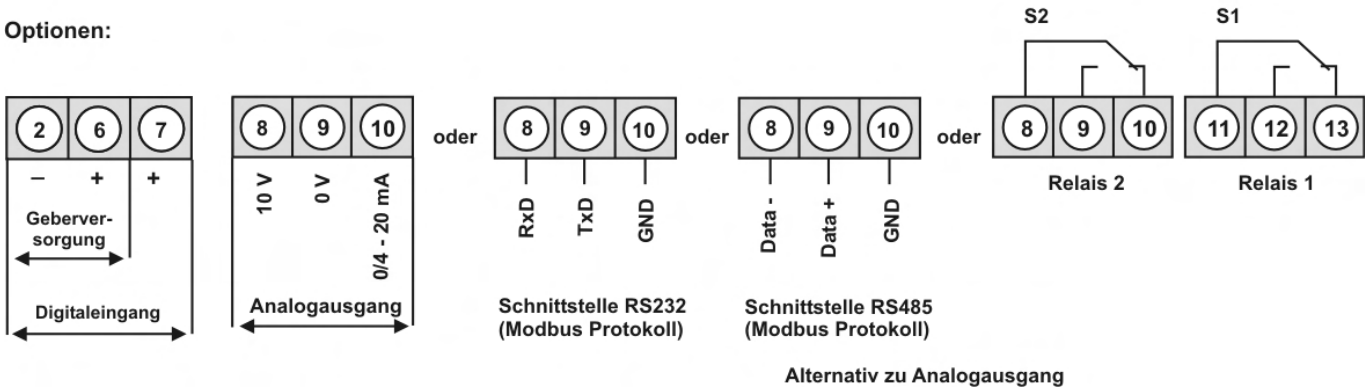 Optionen:
S2 S1
2 6 7
8 9 10
oder
8 9 10
oder
8 9 10
oder
8 9 10
11 12 13
– + +
Geberver-
sorgung
Digitaleingang
10 V
0 V
0/4 - 20 mA
Analogausgang
RxD
TxD
GND
Schnittstelle RS232
(Modbus Protokoll)
Data -
Data +
GND
Schnittstelle RS485
(Modbus Protokoll)
Relais 2
Relais 1
Alternativ zu Analogausgang